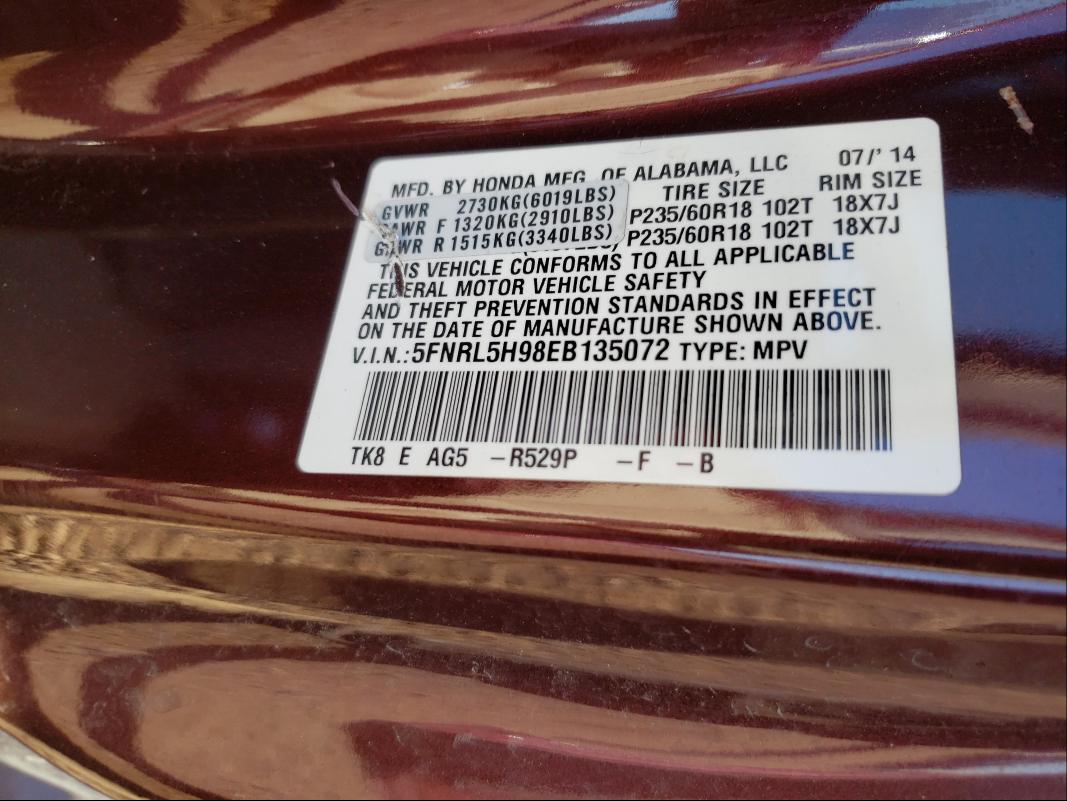 MFD. BY HONDA MFG. OF ALABAMA, LLC 07/' 14
TIRE SIZE RIM SIZE
GVWR 2730KG(6019LBS)
GAWR F 1320KG(2910LBS) P235/60R18 102T 18X7J
GAWR R 1515KG(3340LBS) P235/60R18 102T 18X7J
THIS VEHICLE CONFORMS TO ALL APPLICABLE
FEDERAL MOTOR VEHICLE SAFETY
AND THEFT PREVENTION STANDARDS IN EFFECT
ON THE DATE OF MANUFACTURE SHOWN ABOVE.
V.I.N.:5FNRL5H98EB135072 TYPE: MPV
TK8 E AG5 -R529P -F -B